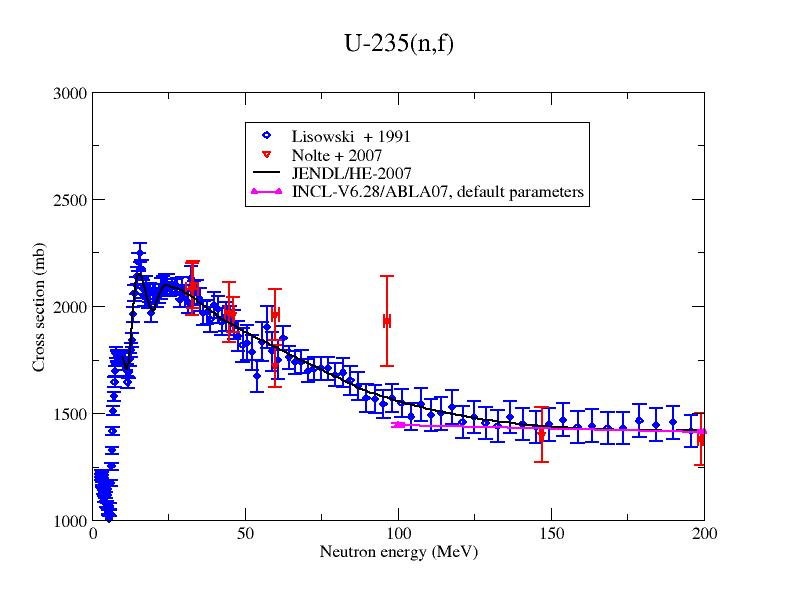 U-235(n,f)
3000
2500
2000
1500
1000
Cross section (mb)
Lisowski + 1991
Nolte + 2007
JENDL/HE-2007
INCL-V6.28/ABLA07, default parameters
0
50
100
150
200
Neutron energy (MeV)